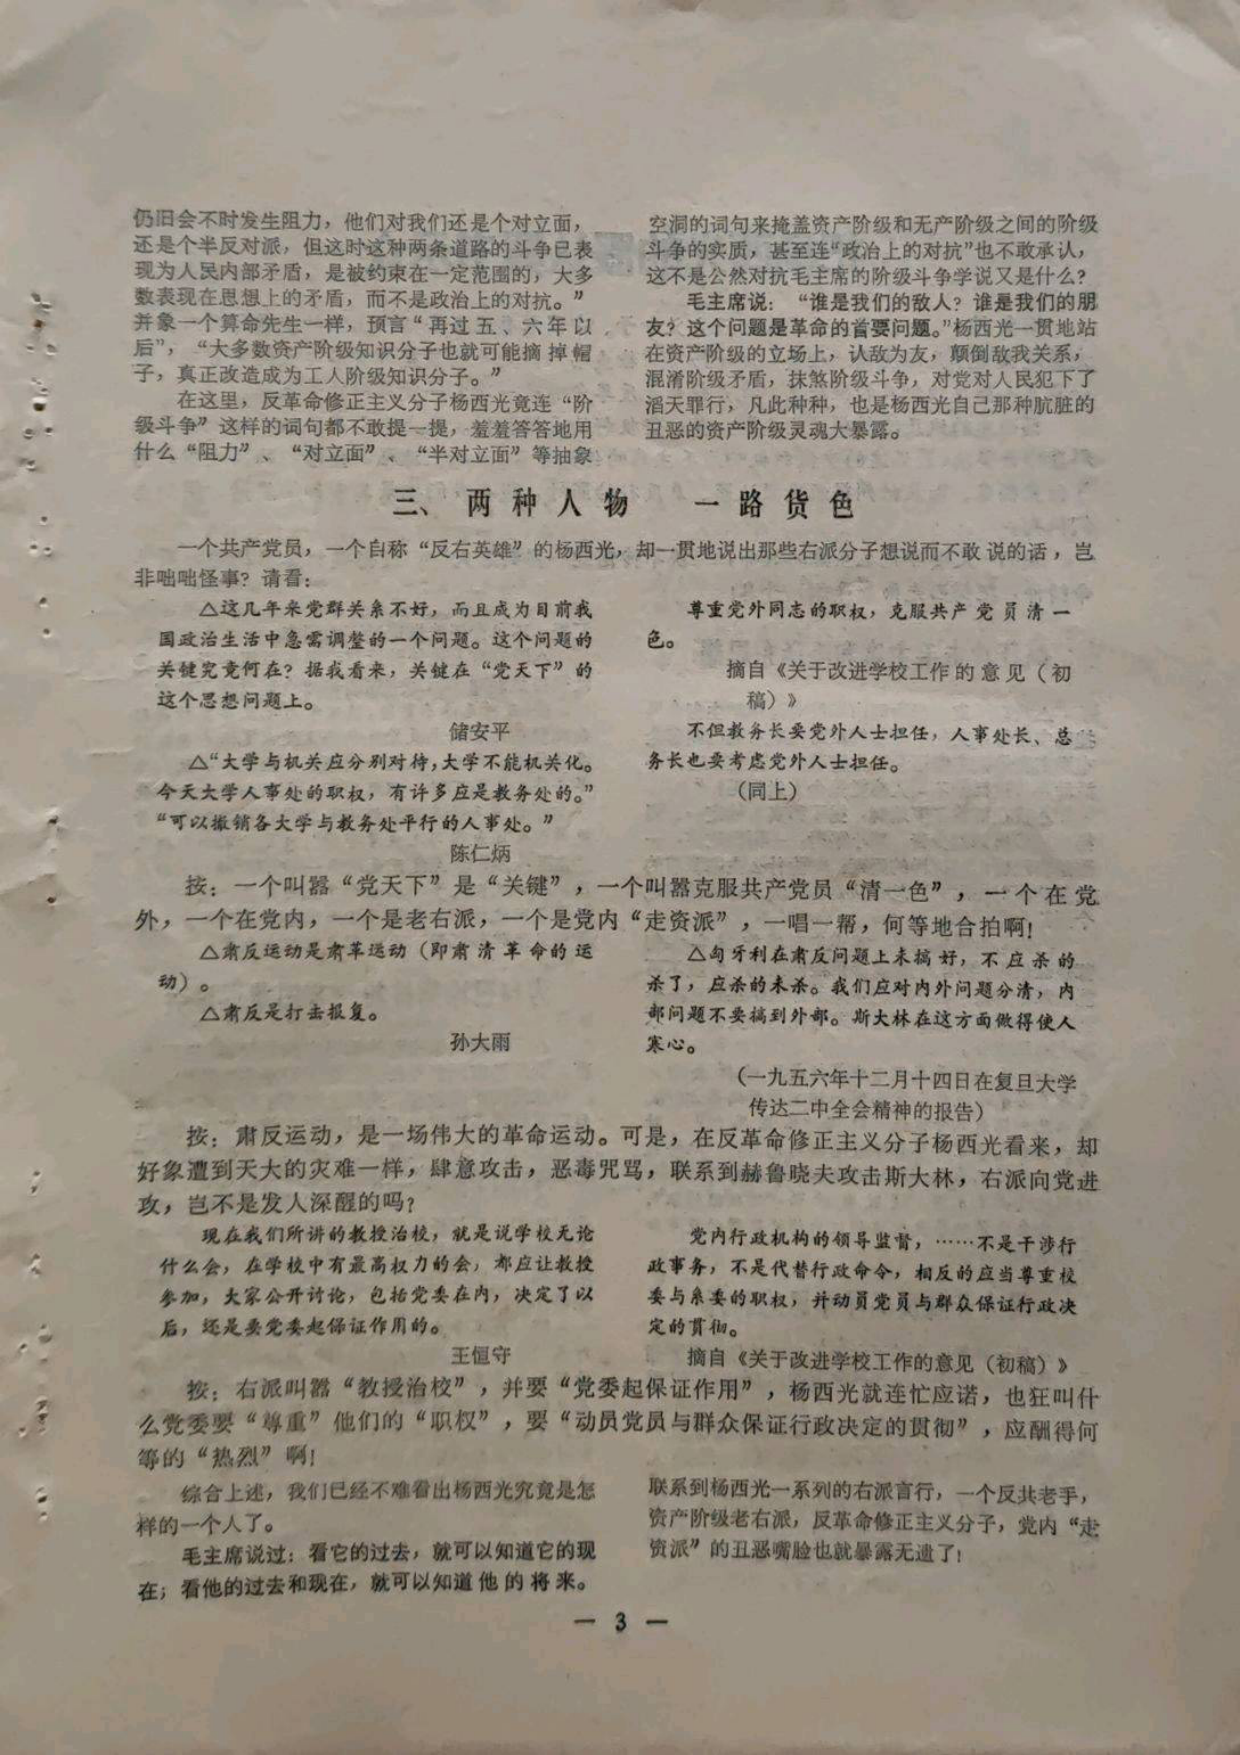 仍旧会不时发生阻力，他们对我们还是个对立面，
还是个半反对派，但这时这种两条道路的斗争已表
现为人民内部矛盾，是被约束在一定范围的，大多
数表现在思想上的矛盾，而不是政治上的对抗。”
并象一个算命先生一样，预言“再过五、六年以
后”，“大多数资产阶级知识分子也就可能摘掉帽
子，真正改造成为工人阶级知识分子。”
在这里，反革命修正主义分子杨西光竟连“阶
级斗争”这样的词句都不敢提一提，羞羞答答地用
什么“阻力”、“对立面”、“半对立面”等抽象
空洞的词句来掩盖资产阶级和无产阶级之间的阶级
斗争的实质，甚至连“政治上的对抗”也不敢承认，
这不是公然对抗毛主席的阶级斗争学说又是什么？
毛主席说：“谁是我们的敌人？谁是我们的朋
友？这个问题是革命的首要问题。”杨西光一贯地站
在资产阶级的立场上，认敌为友，颠倒敌我关系，
混淆阶级矛盾，抹煞阶级斗争，对党对人民犯下了
滔天罪行，凡此种种，也是杨西光自己那种肮脏的
丑恶的资产阶级灵魂大暴露。
三、两种人物　一路货色
一个共产党员，一个自称“反右英雄”的杨西光，却一贯地说出那些右派分子想说而不敢说的话，岂
非咄咄怪事？请看：
△这几年来党群关系不好，而且成为目前我
国政治生活中急需调整的一个问题。这个问题的
关键究竟何在？据我看来，关键在“党天下”的
这个思想问题上。
储安平
△“大学与机关应分别对待，大学不能机关化。
今天大学人事处的职权，有许多应是教务处的。”
“可以撤销各大学与教务处平行的人事处。”
陈仁炳
尊重党外同志的职权，克服共产党员清一
色。
摘自《关于改进学校工作的意见（初
稿）》
不但教务长要党外人士担任，人事处长、总
务长也要考虑党外人士担任。
（同上）
按：一个叫嚣“党天下”是“关键”，一个叫嚣克服共产党员“清一色”，一个在党
外，一个在党内，一个是老右派，一个是党内“走资派”，一唱一帮，何等地合拍啊！
△肃反运动是肃革运动（即肃清革命的运
动）。
△肃反是打击报复。
孙大雨
△匈牙利在肃反问题上未搞好，不应杀的
杀了，应杀的未杀。我们应对内外问题分清，内
部问题不要搞到外部。斯大林在这方面做得使人
寒心。
（一九五六年十二月十四日在复旦大学
传达二中全会精神的报告）
按：肃反运动，是一场伟大的革命运动。可是，在反革命修正主义分子杨西光看来，却
好象遭到天大的灾难一样，肆意攻击，恶毒咒骂，联系到赫鲁晓夫攻击斯大林，右派向党进
攻，岂不是发人深醒的吗？
现在我们所讲的教授治校，就是说学校无论
什么会，在学校中有最高权力的会，都应让教授
参加，大家公开讨论，包括党委在内，决定了以
后，还是要党委起保证作用的。
王恒守
党内行政机构的领导监督，……不是干涉行
政事务，不是代替行政命令，相反的应当尊重校
委与系委的职权，并动员党员与群众保证行政决
定的贯彻。
摘自《关于改进学校工作的意见（初稿）》
按：右派叫嚣“教授治校”，并要“党委起保证作用”，杨西光就连忙应诺，也狂叫什
么党委要“尊重”他们的“职权”，要“动员党员与群众保证行政决定的贯彻”，应酬得何
等的“热烈”啊！
综合上述，我们已经不难看出杨西光究竟是怎
样的一个人了。
毛主席说过：看它的过去，就可以知道它的现
在；看他的过去和现在，就可以知道他的将来。
联系到杨西光一系列的右派言行，一个反共老手，
资产阶级老右派，反革命修正主义分子，党内“走
资派”的丑恶嘴脸也就暴露无遗了！
— 3 —